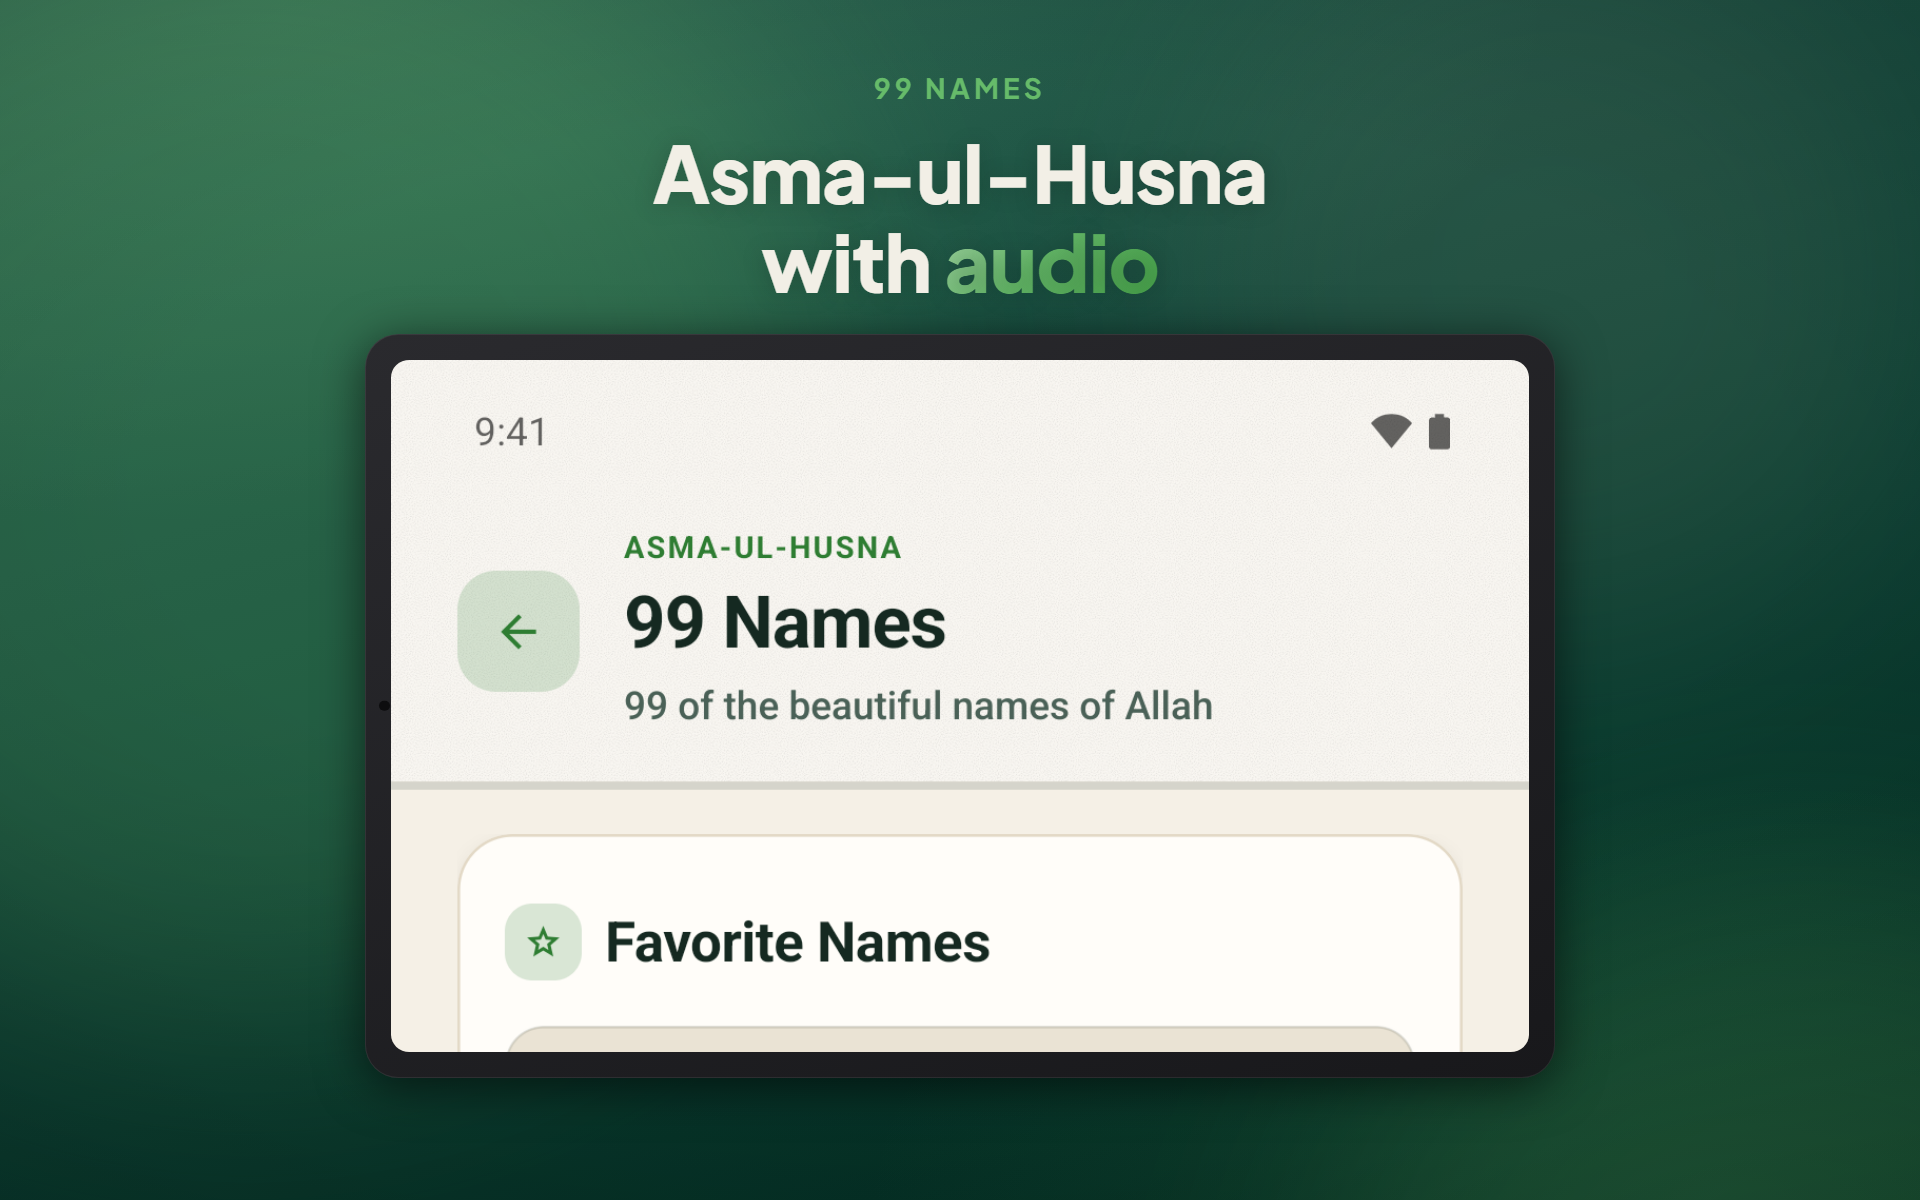 99 NAMES
Asma-ul-Husna
with audio
9:41
ASMA-UL-HUSNA
99 Names
99 of the beautiful names of Allah
Favorite Names